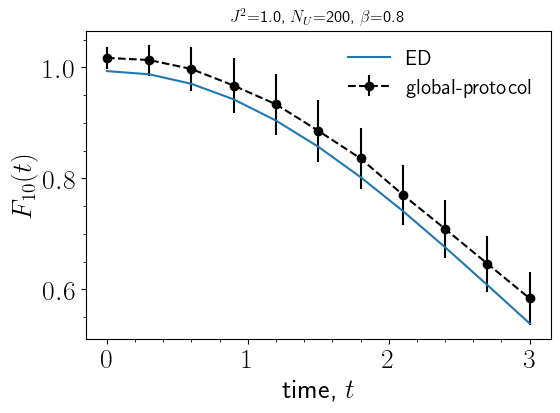 J²=1.0, N_U=200, β=0.8
ED
global-protocol
F₁₀(t)
1.0
0.8
0.6
0
1
2
3
time, t